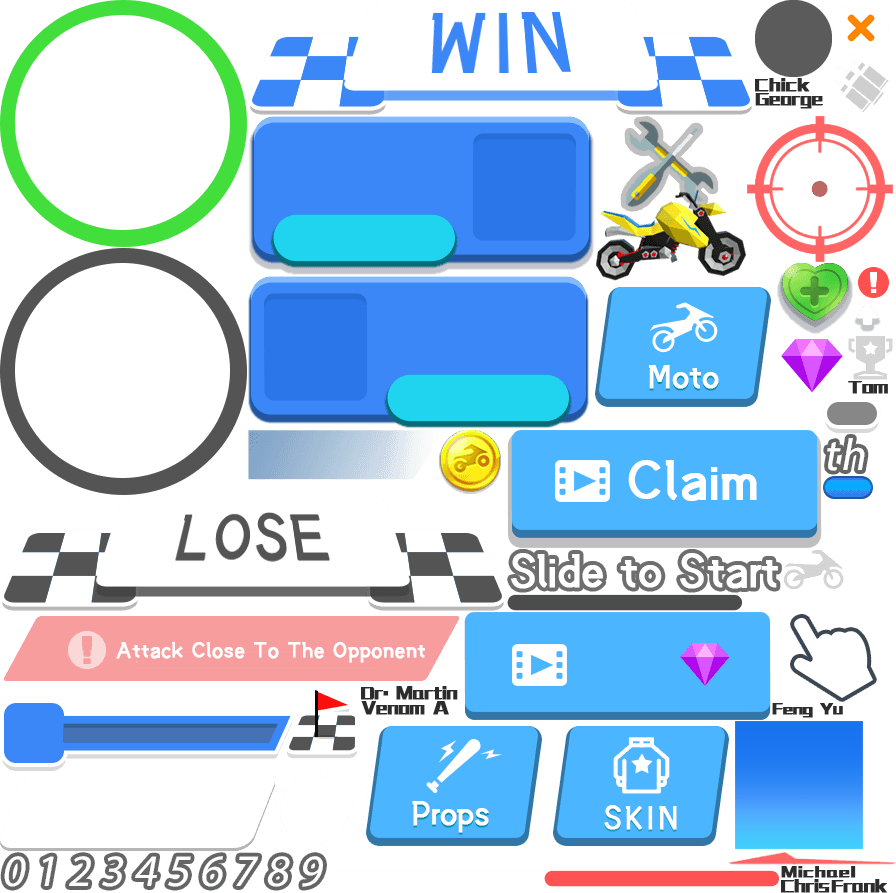 WIN
Chick
George
Moto
Tom
Claim
th
LOSE
Slide to Start
Attack Close To The Opponent
Dr. Martin
Venom A
Feng Yu
Props
SKIN
0123456789
Michael
ChrisFrank